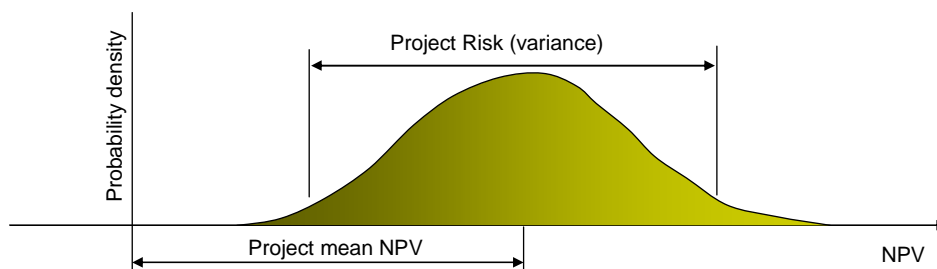 Project Risk (variance)
Probability density
Project mean NPV
NPV